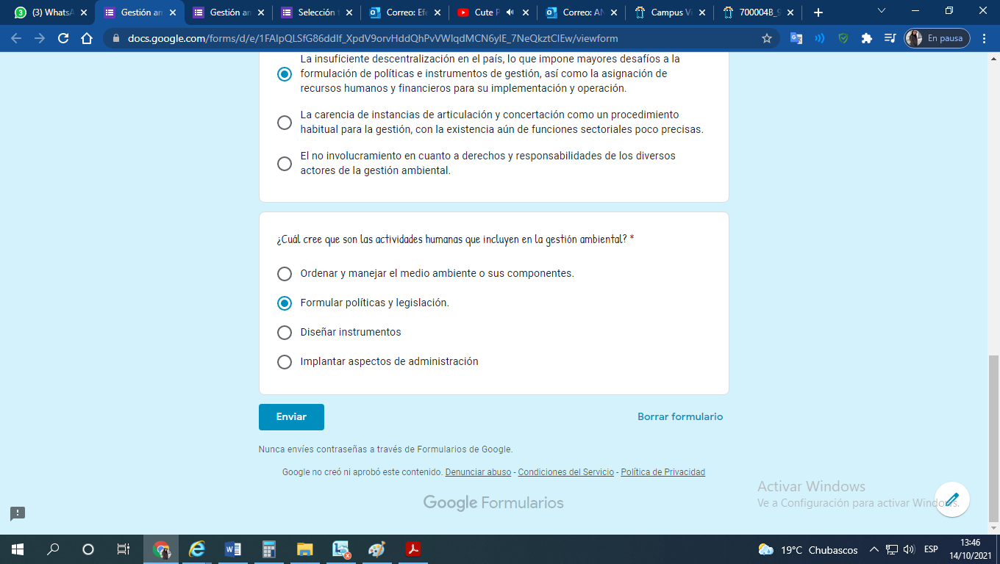 (3) WhatsA
Gestión am
Gestión am
Selección
Correo: Efe
Cute P
Correo: AN
Campus Vi
700004B_9
docs.google.com/forms/d/e/1FAIpQLSfG86ddIf_XpdV9orvHddQhPvVWIqdMCN6yIE_7NeQkztCIEw/viewform
En pausa
La insuficiente descentralización en el país, lo que impone mayores desafíos a la
formulación de políticas e instrumentos de gestión, así como la asignación de
recursos humanos y financieros para su implementación y operación.
La carencia de instancias de articulación y concertación como un procedimiento
habitual para la gestión, con la existencia aún de funciones sectoriales poco precisas.
El no involucramiento en cuanto a derechos y responsabilidades de los diversos
actores de la gestión ambiental.
¿Cuál cree que son las actividades humanas que incluyen en la gestión ambiental? *
Ordenar y manejar el medio ambiente o sus componentes.
Formular políticas y legislación.
Diseñar instrumentos
Implantar aspectos de administración
Enviar
Borrar formulario
Nunca envíes contraseñas a través de Formularios de Google.
Google no creó ni aprobó este contenido. Denunciar abuso - Condiciones del Servicio - Política de Privacidad
Google Formularios
Activar Windows
Ve a Configuración para activar Windows.
19°C Chubascos
ESP
13:46
14/10/2021